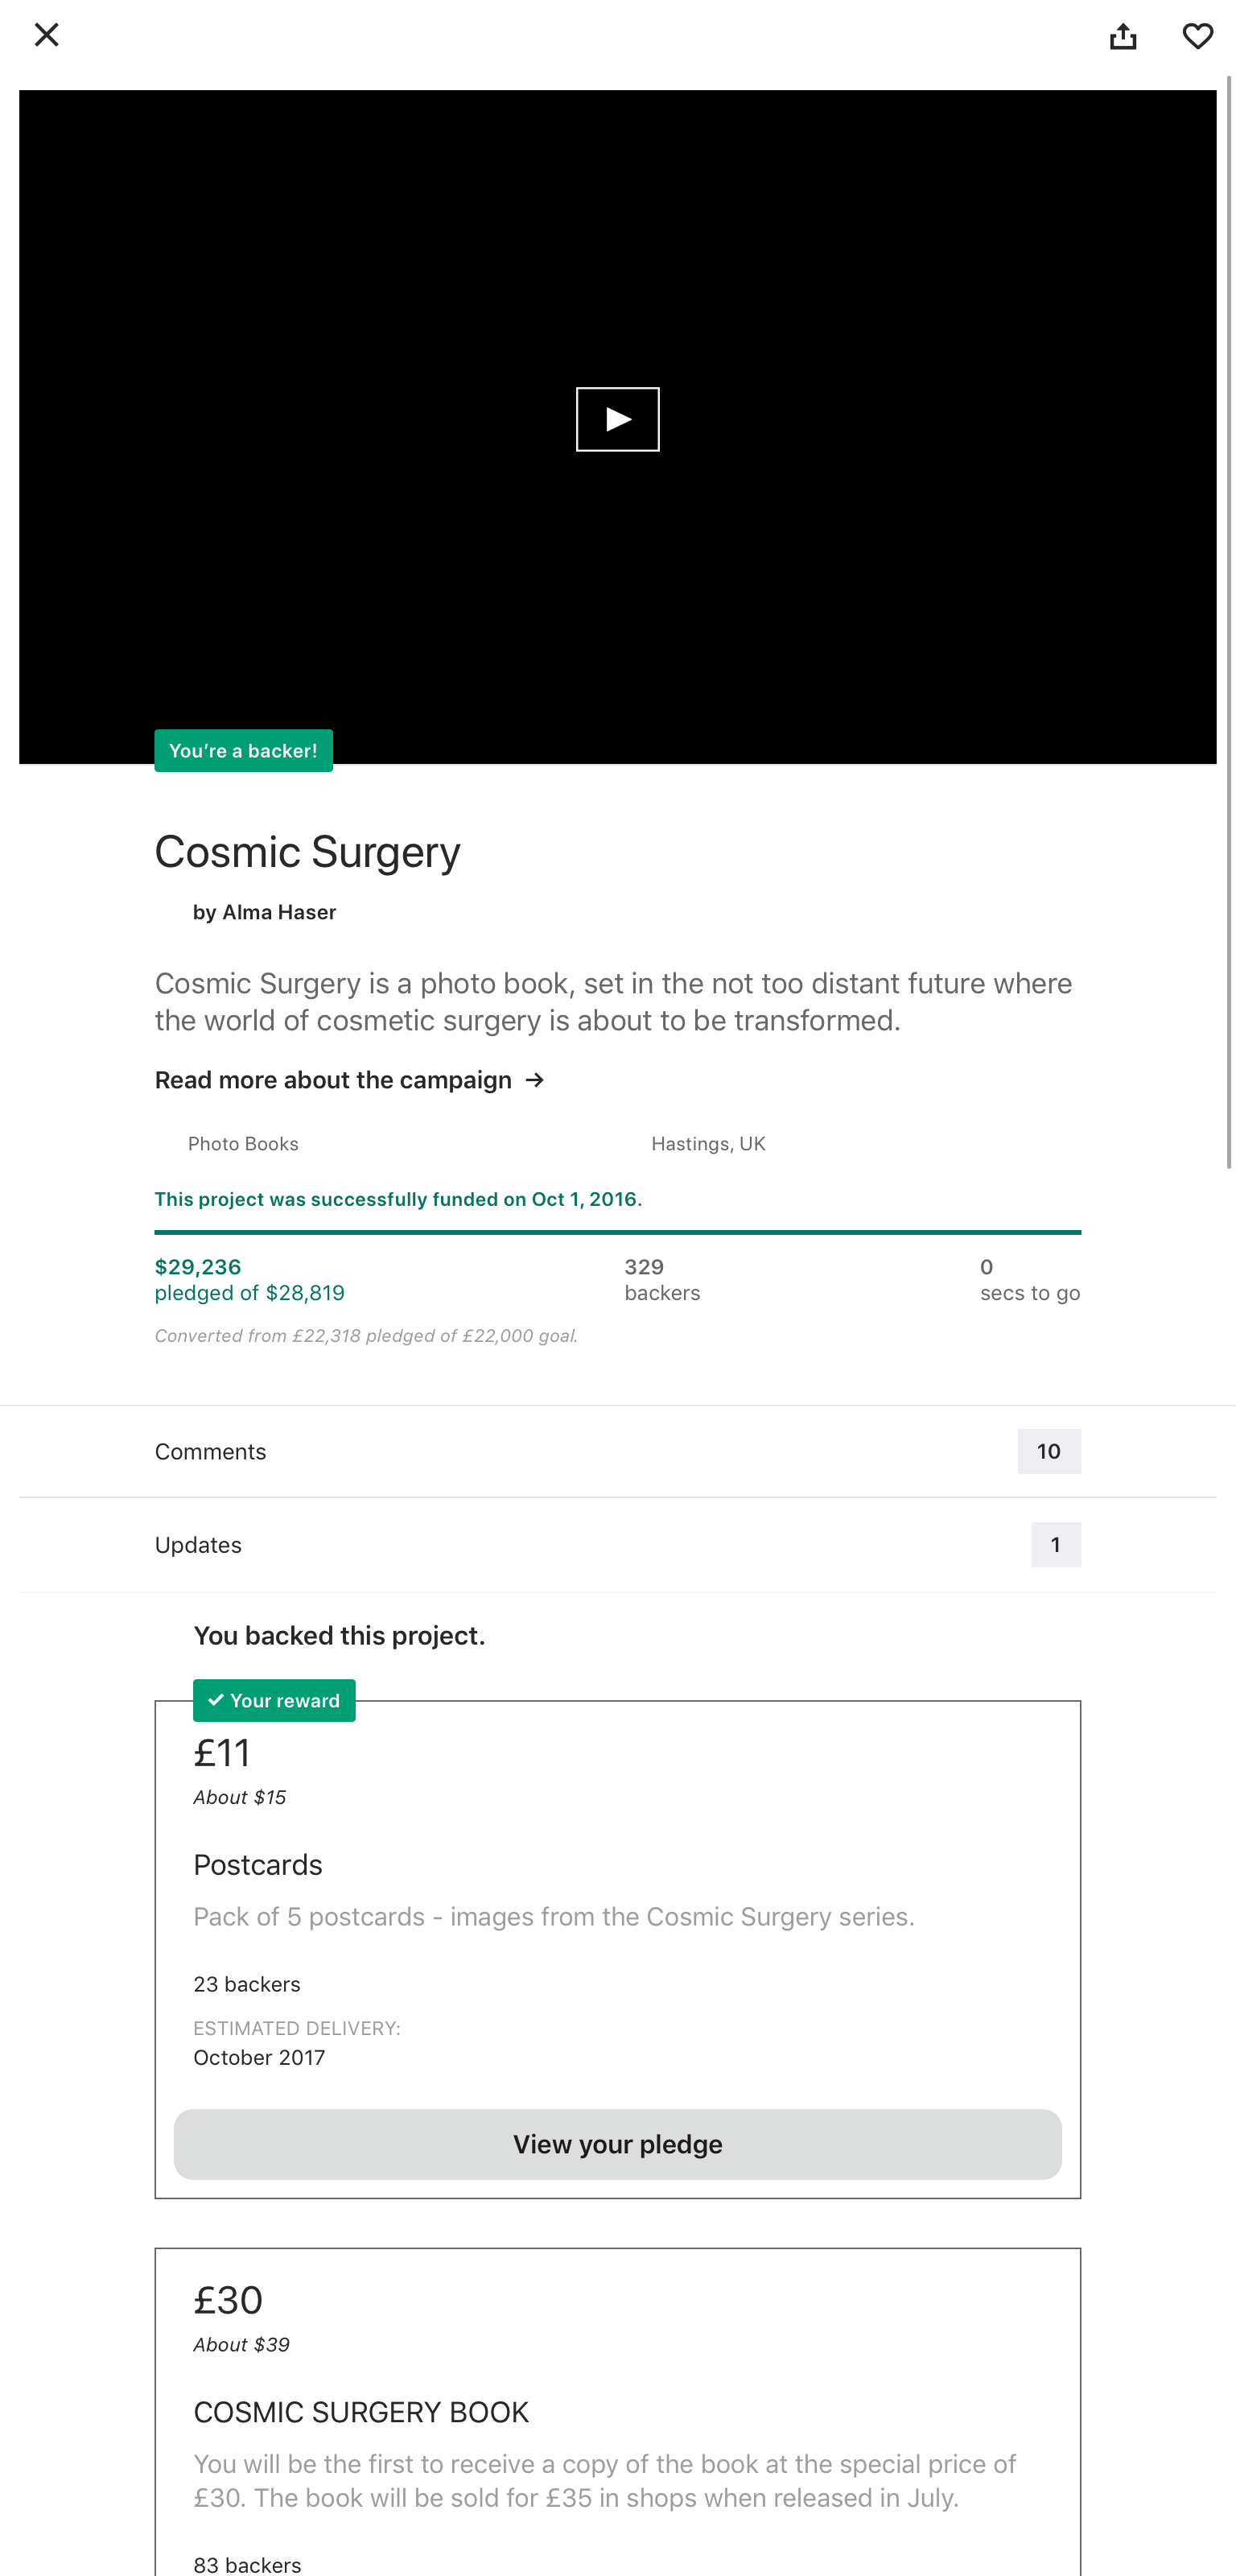 You’re a backer!
Cosmic Surgery
by Alma Haser
Cosmic Surgery is a photo book, set in the not too distant future where
the world of cosmetic surgery is about to be transformed.
Read more about the campaign →
Photo Books
Hastings, UK
This project was successfully funded on Oct 1, 2016.
$29,236
pledged of $28,819
329
backers
0
secs to go
Converted from £22,318 pledged of £22,000 goal.
Comments
10
Updates
1
You backed this project.
✓ Your reward
£11
About $15
Postcards
Pack of 5 postcards - images from the Cosmic Surgery series.
23 backers
ESTIMATED DELIVERY:
October 2017
View your pledge
£30
About $39
COSMIC SURGERY BOOK
You will be the first to receive a copy of the book at the special price of
£30. The book will be sold for £35 in shops when released in July.
83 backers